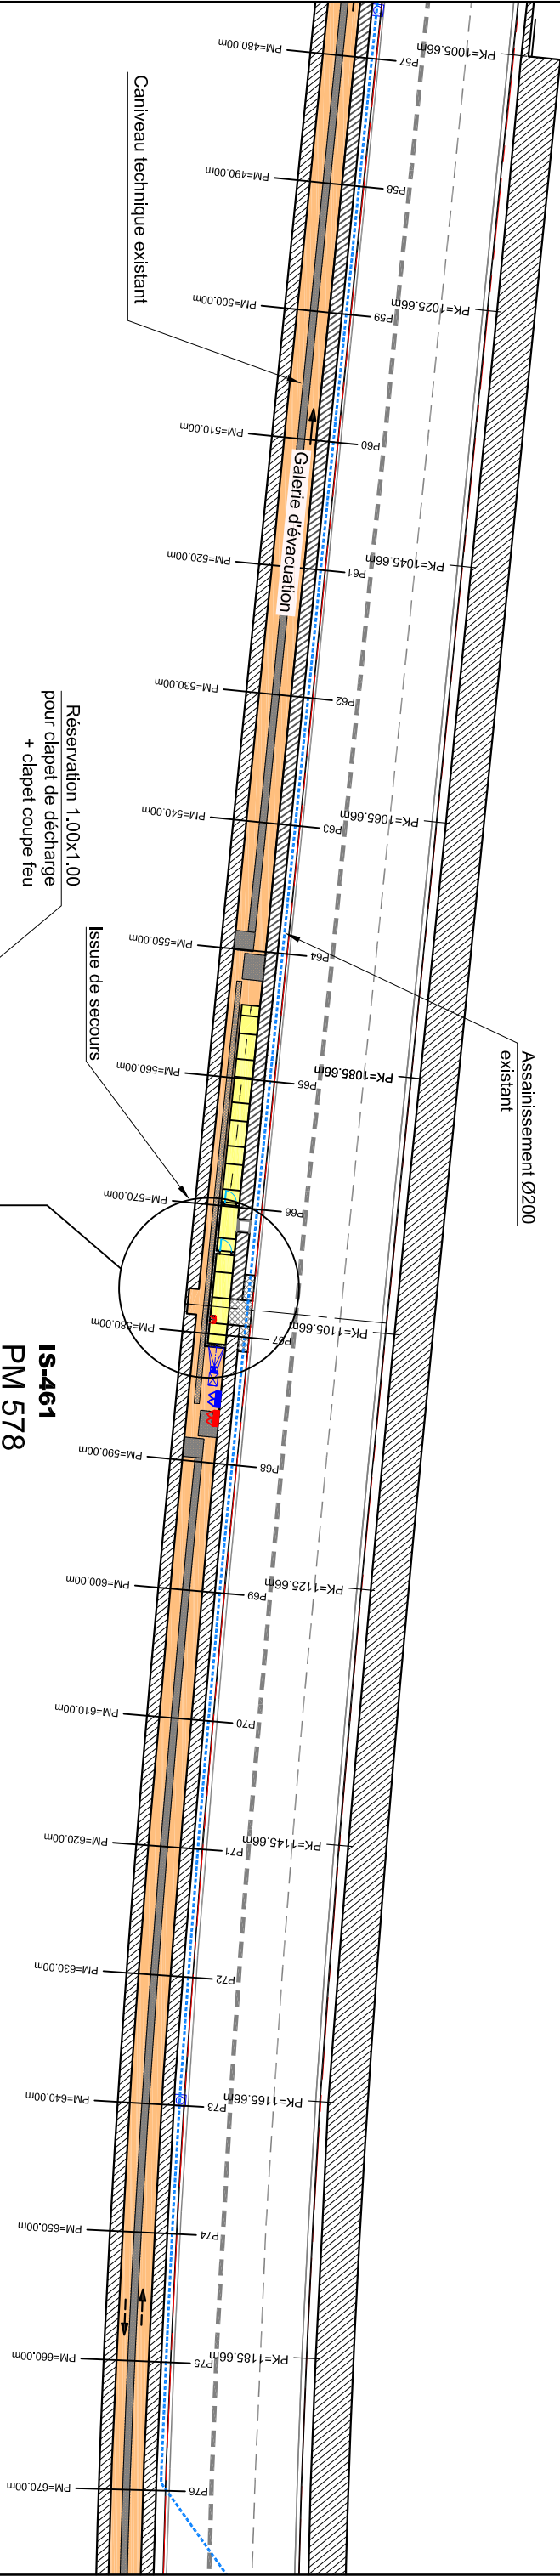 PK=1005.66m
P57
PM=480.00m
P58
PM=490.00m
Caniveau technique existant
PK=1025.66m
P59
PM=500.00m
P60
PM=510.00m
Galerie d'évacuation
PK=1045.66m
P61
PM=520.00m
P62
PM=530.00m
PK=1065.66m
P63
PM=540.00m
Réservation 1.00x1.00
pour clapet de décharge
+ clapet coupe feu
P64
PM=550.00m
Issue de secours
Assainissement Ø200
existant
PK=1085.66m
P65
PM=560.00m
P66
PM=570.00m
PK=1105.66m
P67
PM=580.00m
IS-461
PM 578
P68
PM=590.00m
PK=1125.66m
P69
PM=600.00m
P70
PM=610.00m
PK=1145.66m
P71
PM=620.00m
P72
PM=630.00m
PK=1165.66m
P73
PM=640.00m
P74
PM=650.00m
PK=1185.66m
P75
PM=660.00m
P76
PM=670.00m